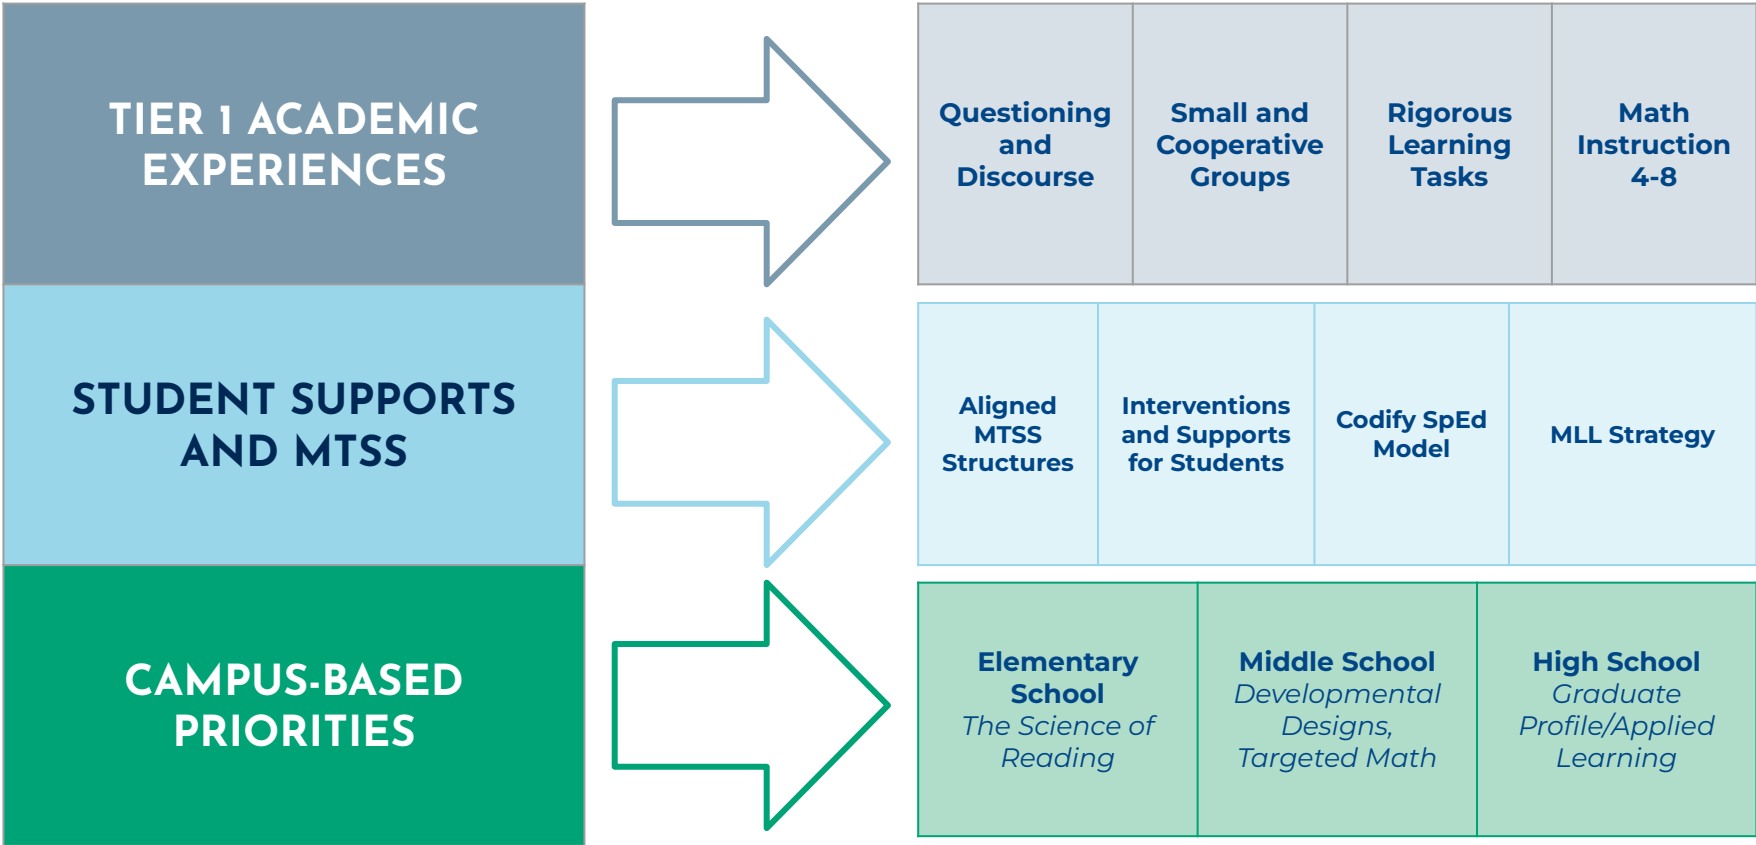 TIER 1 ACADEMIC
EXPERIENCES
Questioning
and
Discourse
Small and
Cooperative
Groups
Rigorous
Learning
Tasks
Math
Instruction
4-8
STUDENT SUPPORTS
AND MTSS
Aligned
MTSS
Structures
Interventions
and Supports
for Students
Codify SpEd
Model
MLL Strategy
CAMPUS-BASED
PRIORITIES
Elementary
School
The Science of
Reading
Middle School
Developmental
Designs,
Targeted Math
High School
Graduate
Profile/Applied
Learning